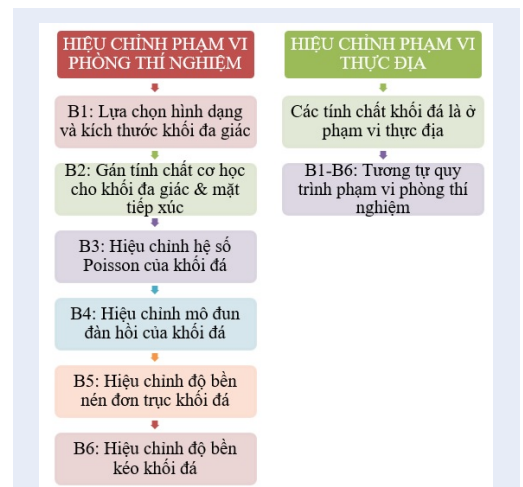 HIỆU CHỈNH PHẠM VI
PHÒNG THÍ NGHIỆM
B1: Lựa chọn hình dạng
và kích thước khối đa giác
B2: Gán tính chất cơ học
cho khối đa giác & mặt
tiếp xúc
B3: Hiệu chỉnh hệ số
Poisson của khối đá
B4: Hiệu chỉnh mô đun
đàn hồi của khối đá
B5: Hiệu chỉnh độ bền
nén đơn trục khối đá
B6: Hiệu chỉnh độ bền
kéo khối đá
HIỆU CHỈNH PHẠM VI
THỰC ĐỊA
Các tính chất khối đá là ở
phạm vi thực địa
B1-B6: Tương tự quy
trình phạm vi phòng thí
nghiệm